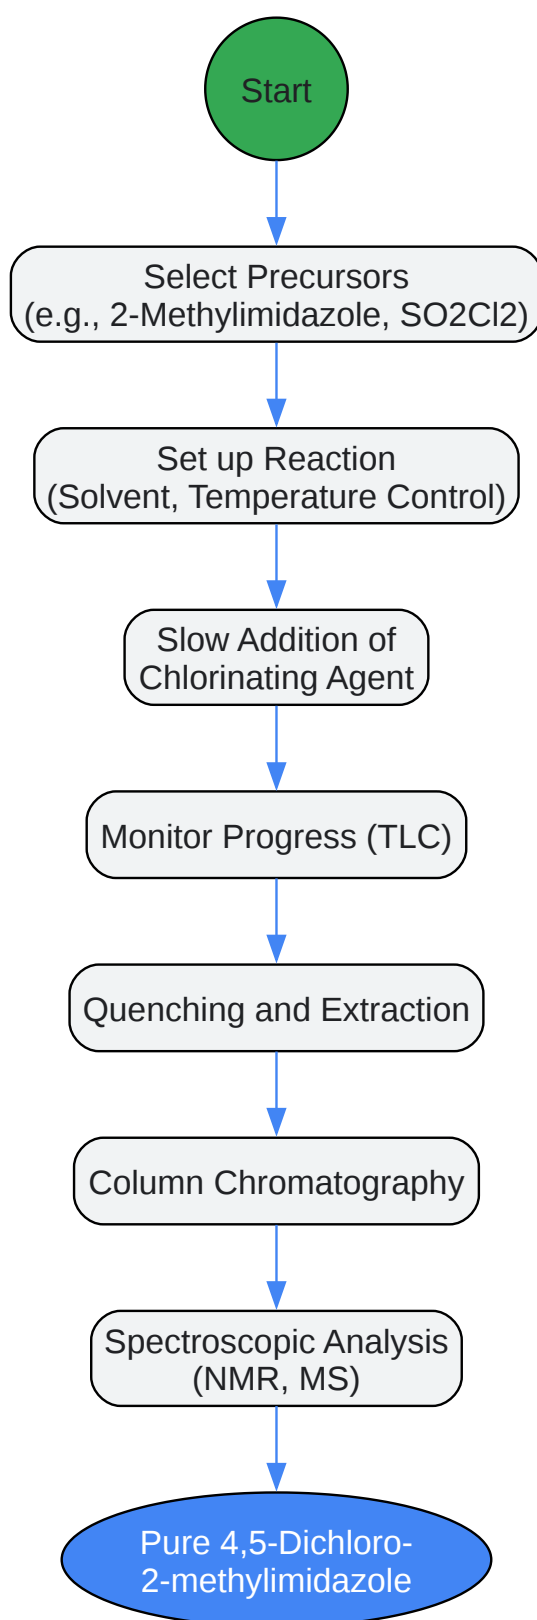 Start
Select Precursors
(e.g., 2-Methylimidazole, SO2Cl2)
Set up Reaction
(Solvent, Temperature Control)
Slow Addition of
Chlorinating Agent
Monitor Progress (TLC)
Quenching and Extraction
Column Chromatography
Spectroscopic Analysis
(NMR, MS)
Pure 4,5-Dichloro-
2-methylimidazole